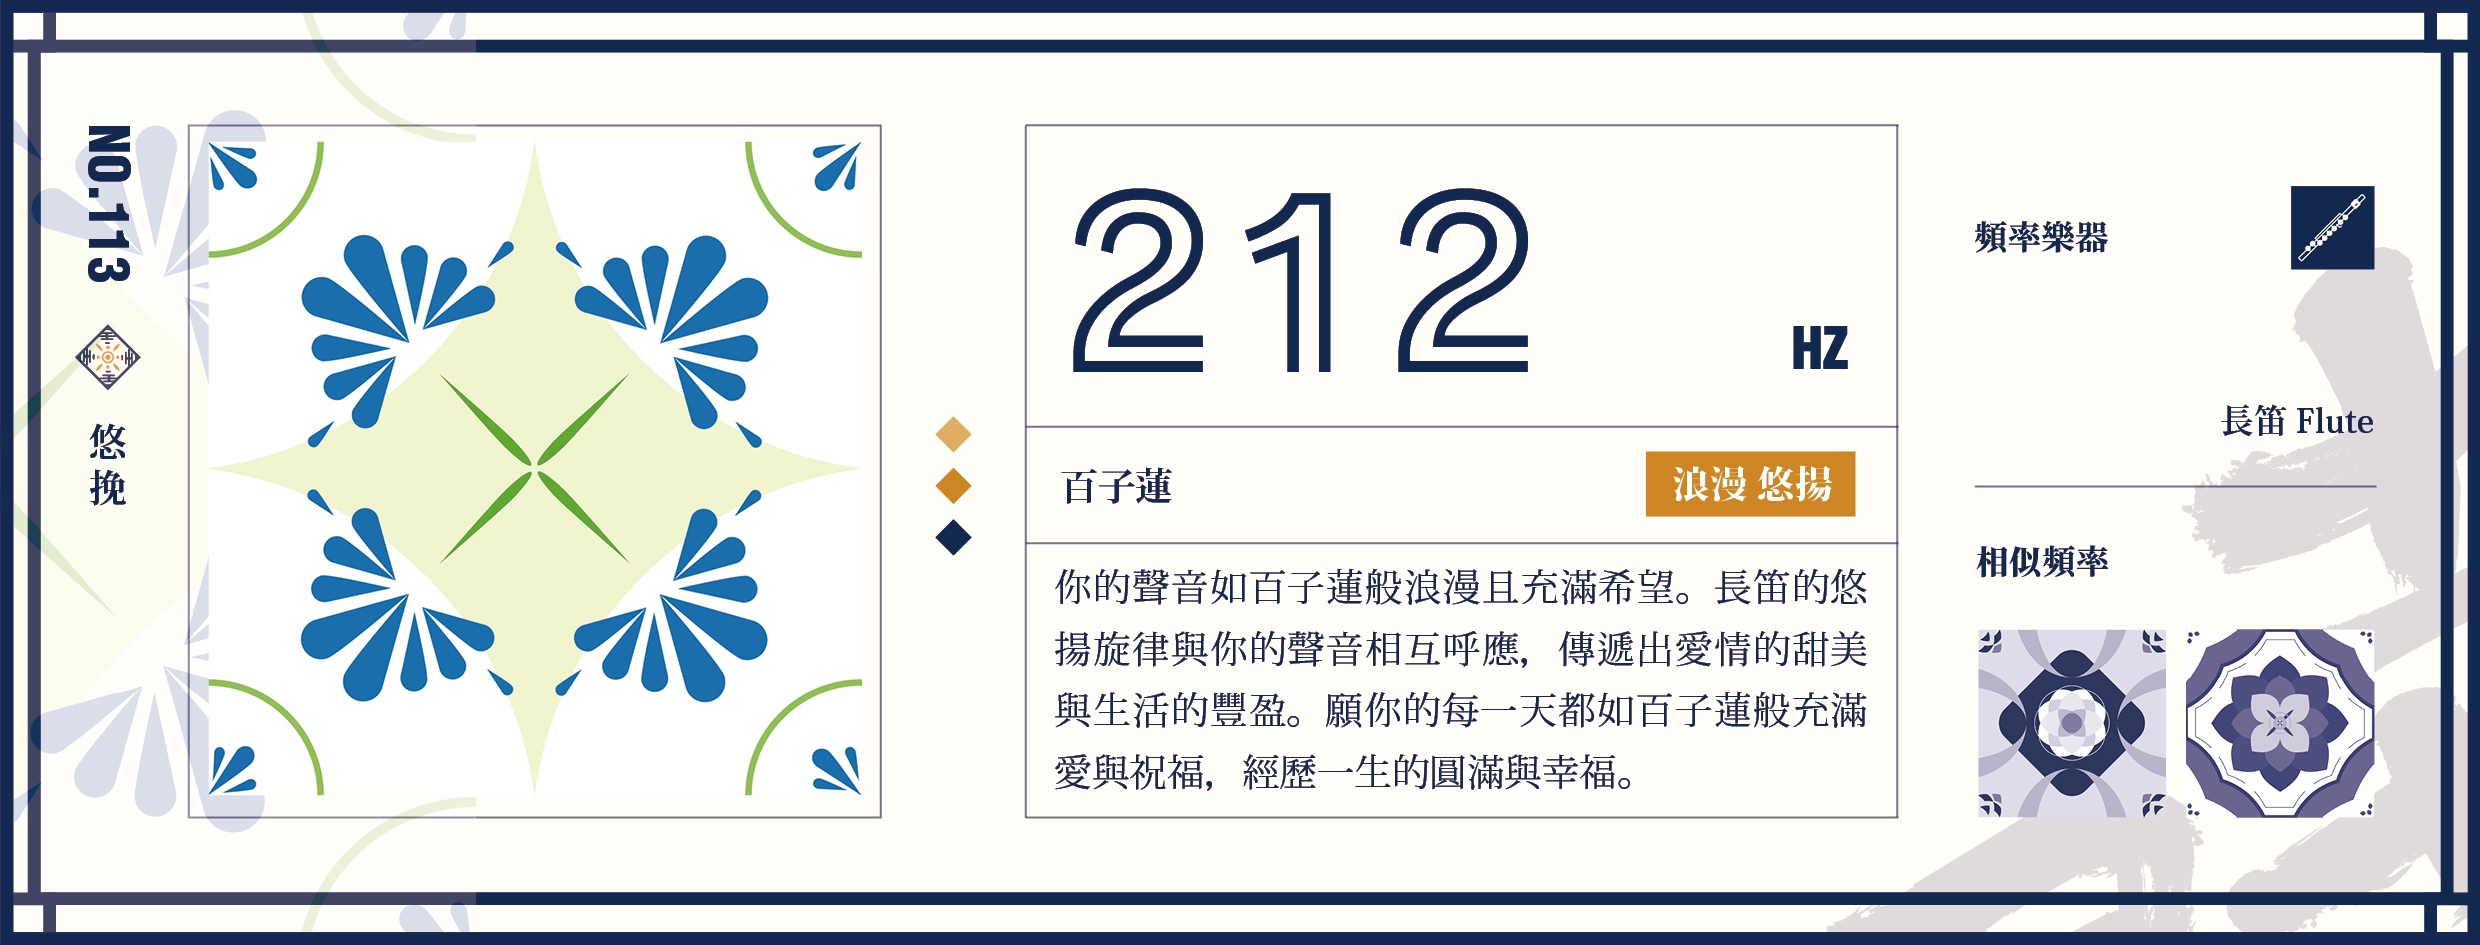 NO.113
悠挽
212
HZ
百子蓮
浪漫 悠揚
你的聲音如百子蓮般浪漫且充滿希望。長笛的悠
揚旋律與你的聲音相互呼應，傳遞出愛情的甜美
與生活的豐盈。願你的每一天都如百子蓮般充滿
愛與祝福，經歷一生的圓滿與幸福。
頻率樂器
長笛 Flute
相似頻率